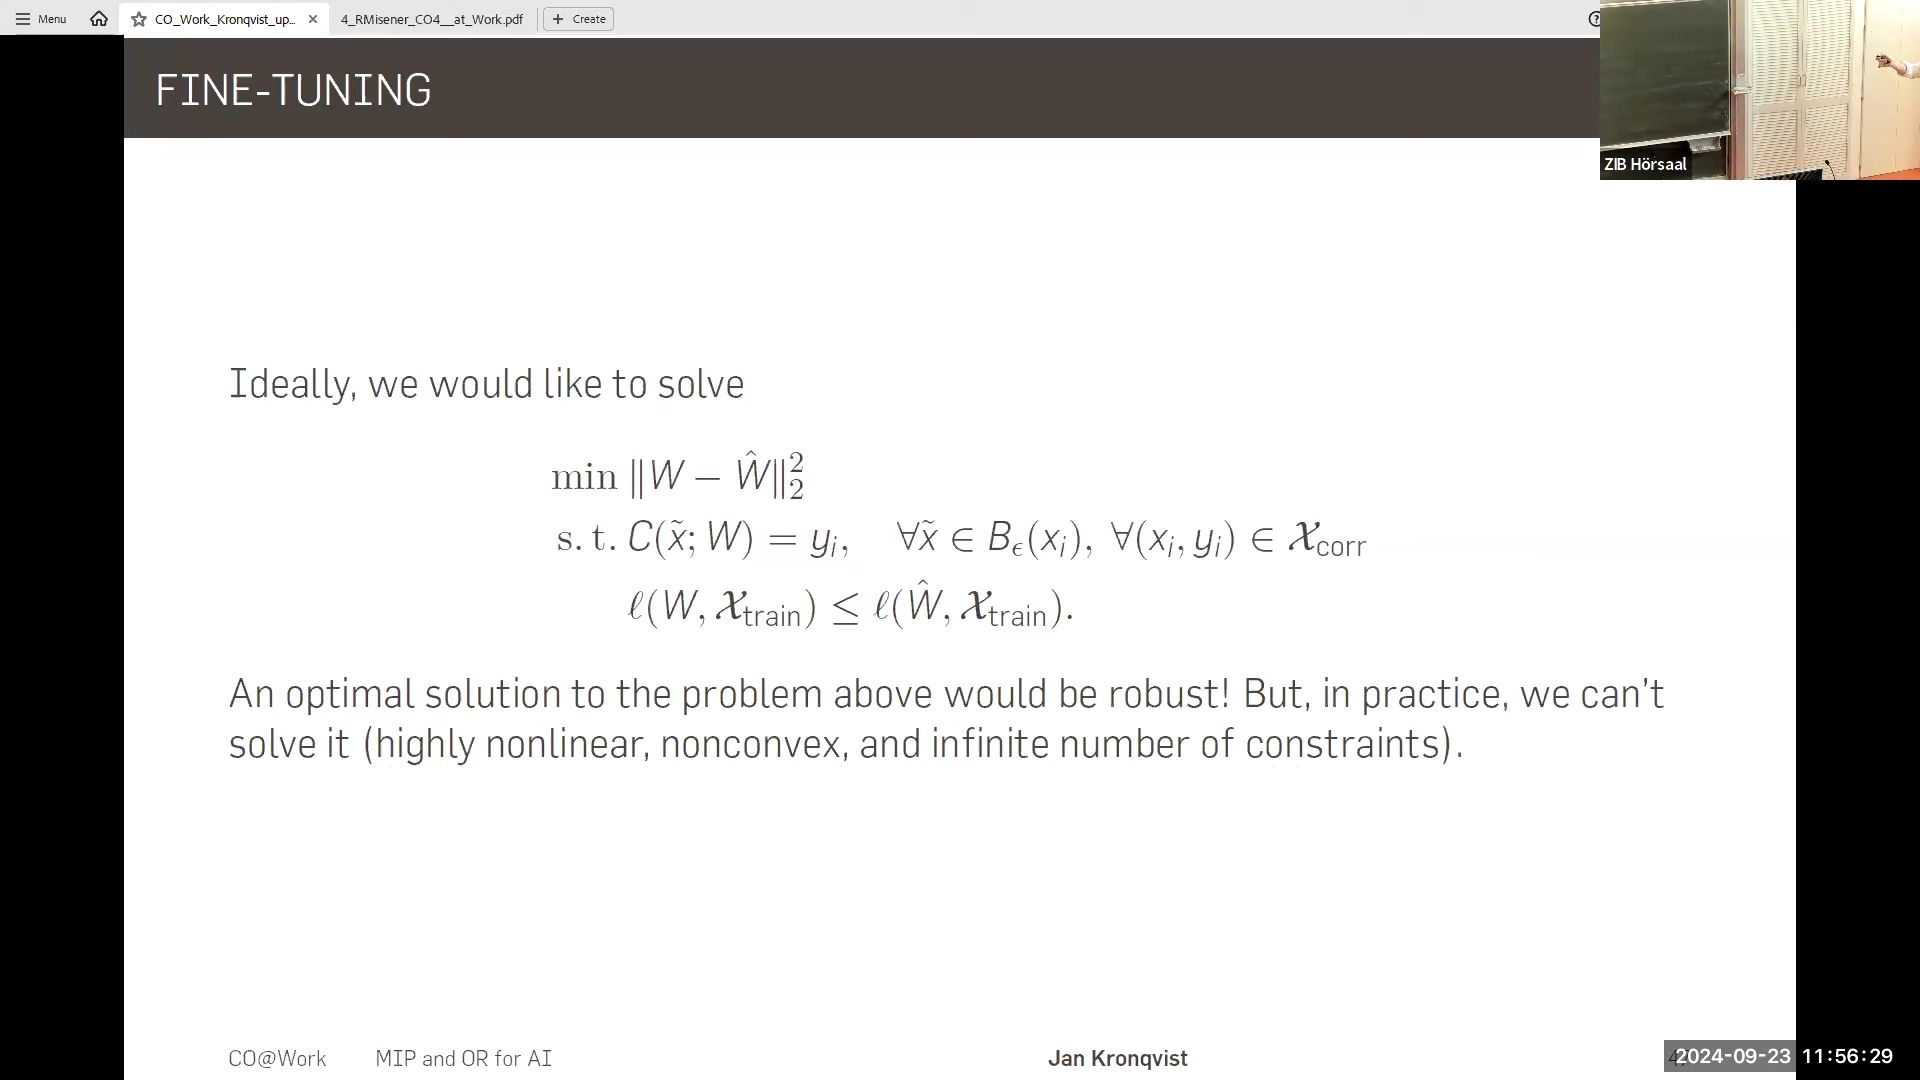 Menu
CO_Work_Kronqvist_up...
4_RMisener_CO4__at_Work.pdf
+ Create
FINE-TUNING
ZIB Hörsaal
Ideally, we would like to solve
min ‖W − Ŵ‖₂²
s. t. C(x̃; W) = yᵢ, ∀x̃ ∈ B_ϵ(xᵢ), ∀(xᵢ, yᵢ) ∈ 𝒳corr
ℓ(W, 𝒳train) ≤ ℓ(Ŵ, 𝒳train).
An optimal solution to the problem above would be robust! But, in practice, we can't
solve it (highly nonlinear, nonconvex, and infinite number of constraints).
CO@Work MIP and OR for AI Jan Kronqvist
2024-09-23 11:56:29